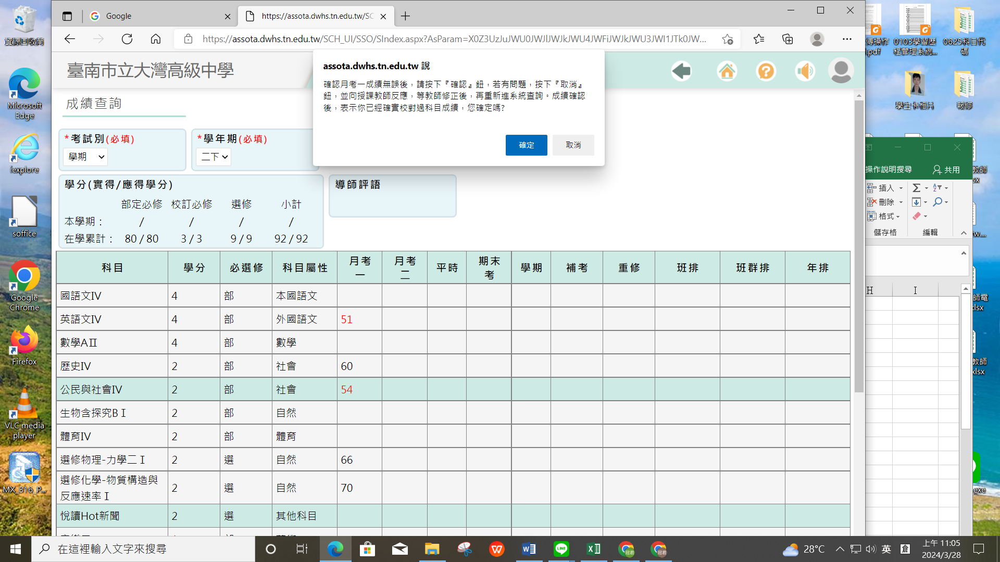 Google
https://assota.dwhs.tn.edu.tw/SC
https://assota.dwhs.tn.edu.tw/SCH_UI/SSO/SIndex.aspx?AsParam=X0Z3UzJuJWU0JWJlJWJkJWU4JWFiJWJkJWU3JWI1JTk0JW...
臺南市立大灣高級中學
assota.dwhs.tn.edu.tw 說
確認月考一成績無誤後，請按下『確認』鈕，若有問題，按下『取消』
鈕，並向授課教師反應，等教師修正後，再重新進系統查詢。成績確認
後，表示你已經確實校對過科目成績，您確定嗎?
確定
取消
成績查詢
*考試別(必填)
學期
*學年期(必填)
二下
學分(實得/應得學分)
部定必修 校訂必修 選修 小計
本學期： / / / /
在學累計： 80 / 80 3 / 3 9 / 9 92 / 92
導師評語
科目 學分 必選修 科目屬性 月考一 月考二 平時 期末考 學期 補考 重修 班排 班群排 年排
國語文IV 4 部 本國語文
英語文IV 4 部 外國語文 51
數學AⅡ 4 部 數學
歷史IV 2 部 社會 60
公民與社會IV 2 部 社會 54
生物含探究BⅠ 2 部 自然
體育IV 2 部 體育
選修物理-力學二Ⅰ 2 選 自然 66
選修化學-物質構造與
反應速率Ⅰ 2 選 自然 70
悅讀Hot新聞 2 選 其他科目
資源回收筒
Microsoft
Edge
iexplore
soffice
Google
Chrome
Firefox
VLC media
player
MX_B16_P...
傳操作
.pdf
0103學習歷
程管理系統...
0625科目代
碼
學生卡相片
報修
操作說明搜尋
共用
教師
插入
刪除
格式
儲存格
編輯
H I
師電
xlsx
教師
xlsx
.exe
在這裡輸入文字來搜尋
28°C
英
倉
上午 11:05
2024/3/28